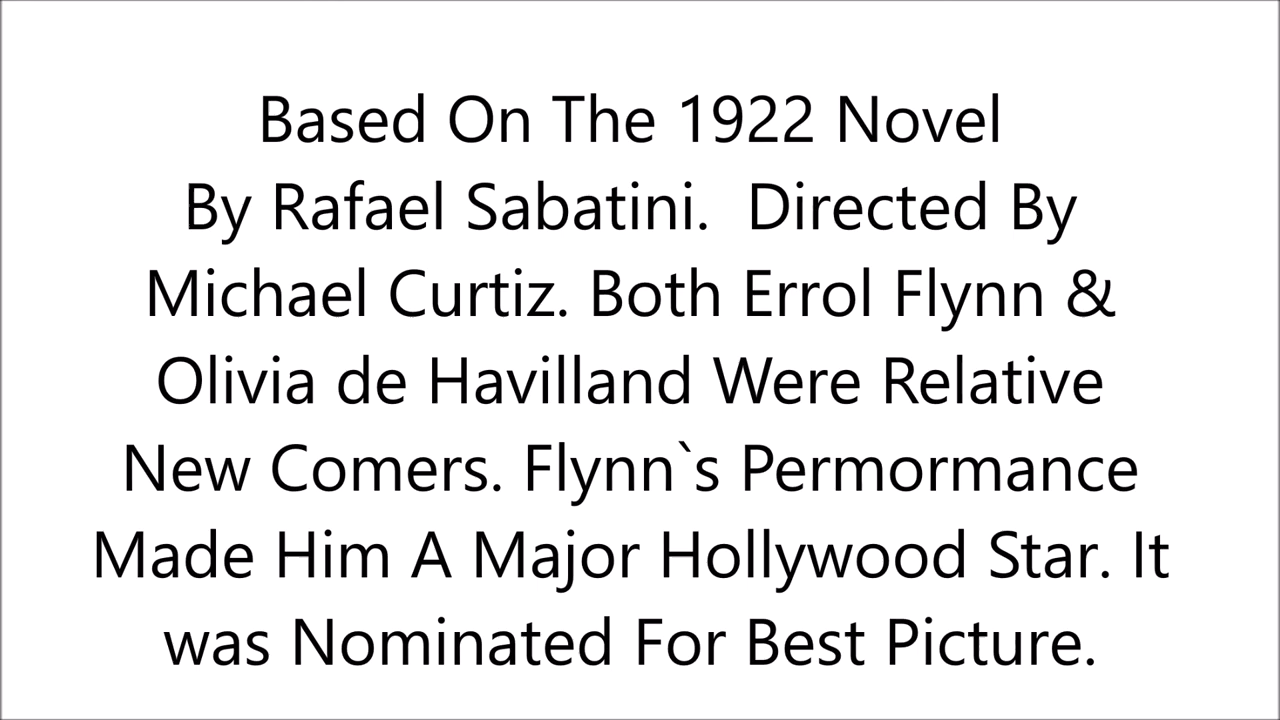 Based On The 1922 Novel
By Rafael Sabatini.  Directed By
Michael Curtiz. Both Errol Flynn &
Olivia de Havilland Were Relative
New Comers. Flynn`s Permormance
Made Him A Major Hollywood Star. It
was Nominated For Best Picture.